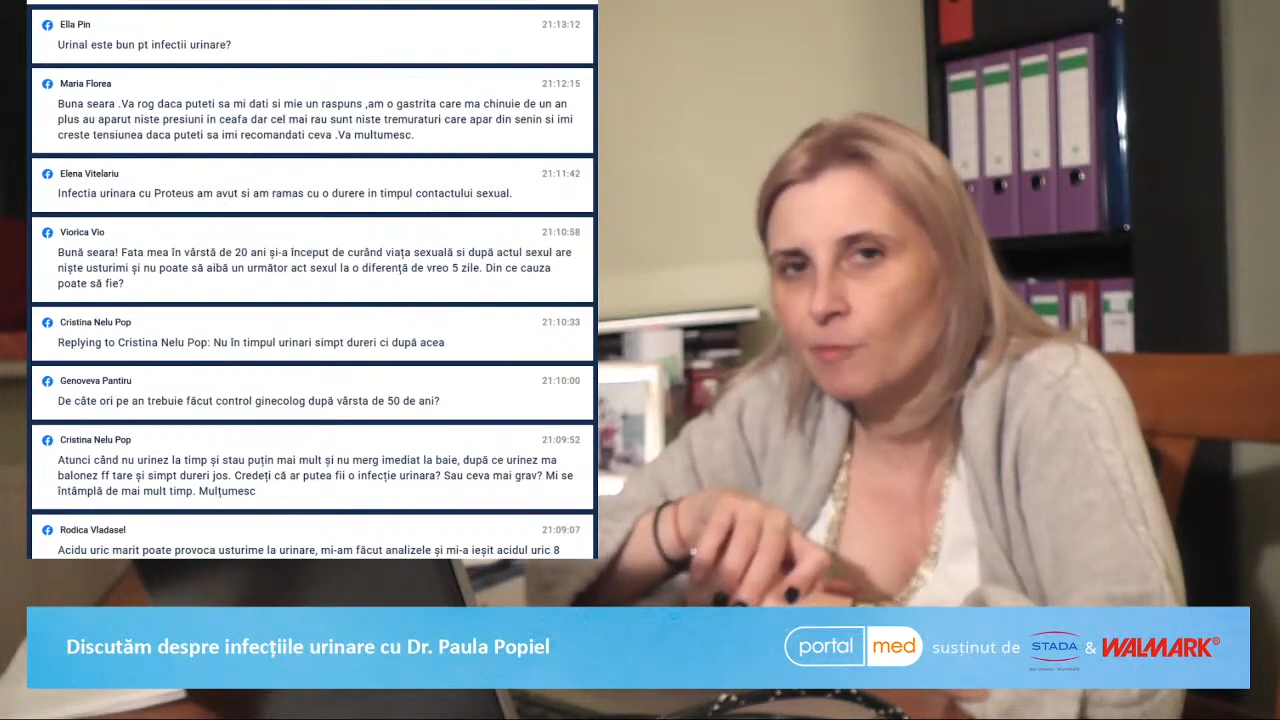 Ella Pin
21:13:12
Urinal este bun pt infectii urinare?
Maria Florea
21:12:15
Buna seara .Va rog daca puteti sa mi dati si mie un raspuns ,am o gastrita care ma chinuie de un an
plus au aparut niste presiuni in ceafa dar cel mai rau sunt niste tremuraturi care apar din senin si imi
creste tensiunea daca puteti sa imi recomandati ceva .Va multumesc.
Elena Vitelariu
21:11:42
Infectia urinara cu Proteus am avut si am ramas cu o durere in timpul contactului sexual.
Viorica Vio
21:10:58
Bună seara! Fata mea în vârstă de 20 ani și-a început de curând viața sexuală si după actul sexul are
niște usturimi și nu poate să aibă un următor act sexul la o diferență de vreo 5 zile. Din ce cauza
poate să fie?
Cristina Nelu Pop
21:10:33
Replying to Cristina Nelu Pop: Nu în timpul urinari simpt dureri ci după acea
Genoveva Pantiru
21:10:00
De câte ori pe an trebuie făcut control ginecolog după vârsta de 50 de ani?
Cristina Nelu Pop
21:09:52
Atunci când nu urinez la timp și stau puțin mai mult și nu merg imediat la baie, după ce urinez ma
balonez ff tare și simpt dureri jos. Credeți că ar putea fii o infecție urinara? Sau ceva mai grav? Mi se
întâmplă de mai mult timp. Mulțumesc
Rodica Vladasel
21:09:07
Acidu uric marit poate provoca usturime la urinare, mi-am făcut analizele și mi-a ieșit acidul uric 8
Discutăm despre infecțiile urinare cu Dr. Paula Popiel
portal med susținut de STADA & WALMARK®